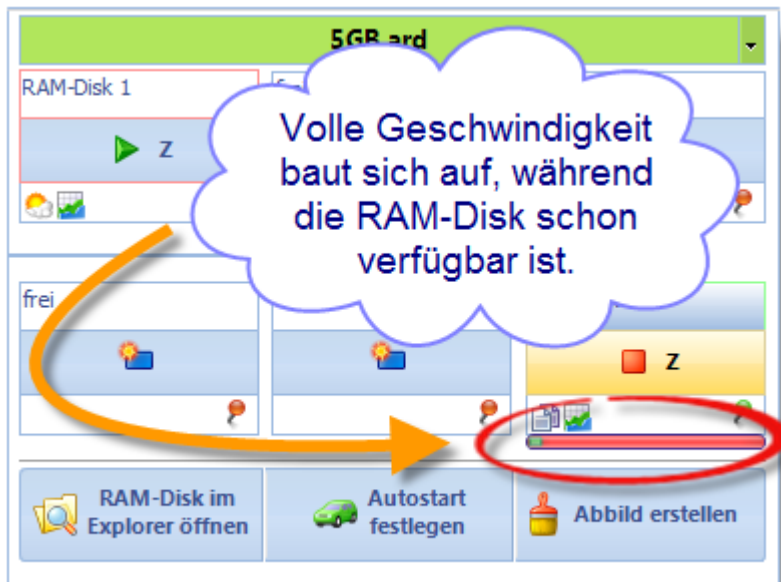 5GB ard
RAM-Disk 1
Z
Volle Geschwindigkeit
baut sich auf, während
die RAM-Disk schon
verfügbar ist.
frei
Z
RAM-Disk im
Explorer öffnen
Autostart
festlegen
Abbild erstellen